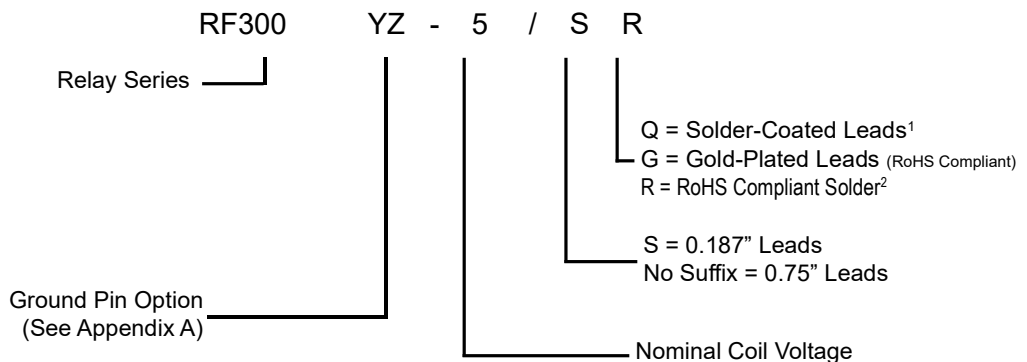 RF300 YZ - 5 / S R
Relay Series
Q = Solder-Coated Leads¹
G = Gold-Plated Leads (RoHS Compliant)
R = RoHS Compliant Solder²
S = 0.187” Leads
No Suffix = 0.75” Leads
Ground Pin Option
(See Appendix A)
Nominal Coil Voltage